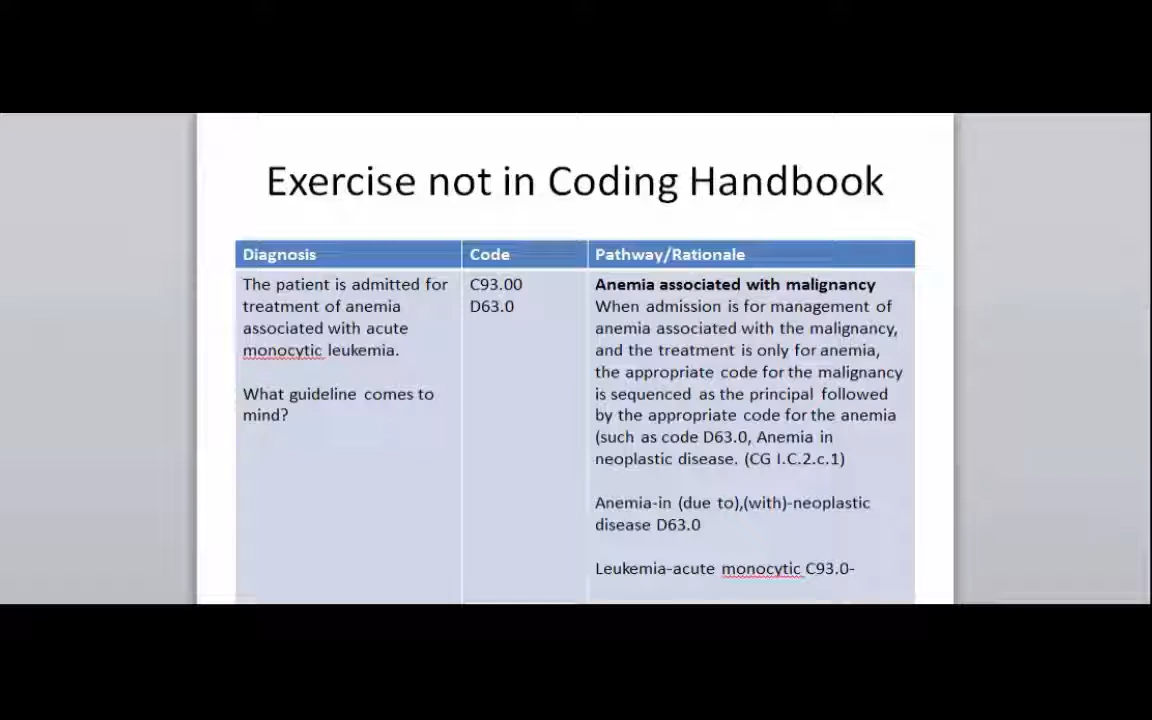 Exercise not in Coding Handbook
Diagnosis
Code
Pathway/Rationale
The patient is admitted for
treatment of anemia
associated with acute
monocytic leukemia.
What guideline comes to
mind?
C93.00
D63.0
Anemia associated with malignancy
When admission is for management of
anemia associated with the malignancy,
and the treatment is only for anemia,
the appropriate code for the malignancy
is sequenced as the principal followed
by the appropriate code for the anemia
(such as code D63.0, Anemia in
neoplastic disease. (CG I.C.2.c.1)
Anemia-in (due to),(with)-neoplastic
disease D63.0
Leukemia-acute monocytic C93.0-